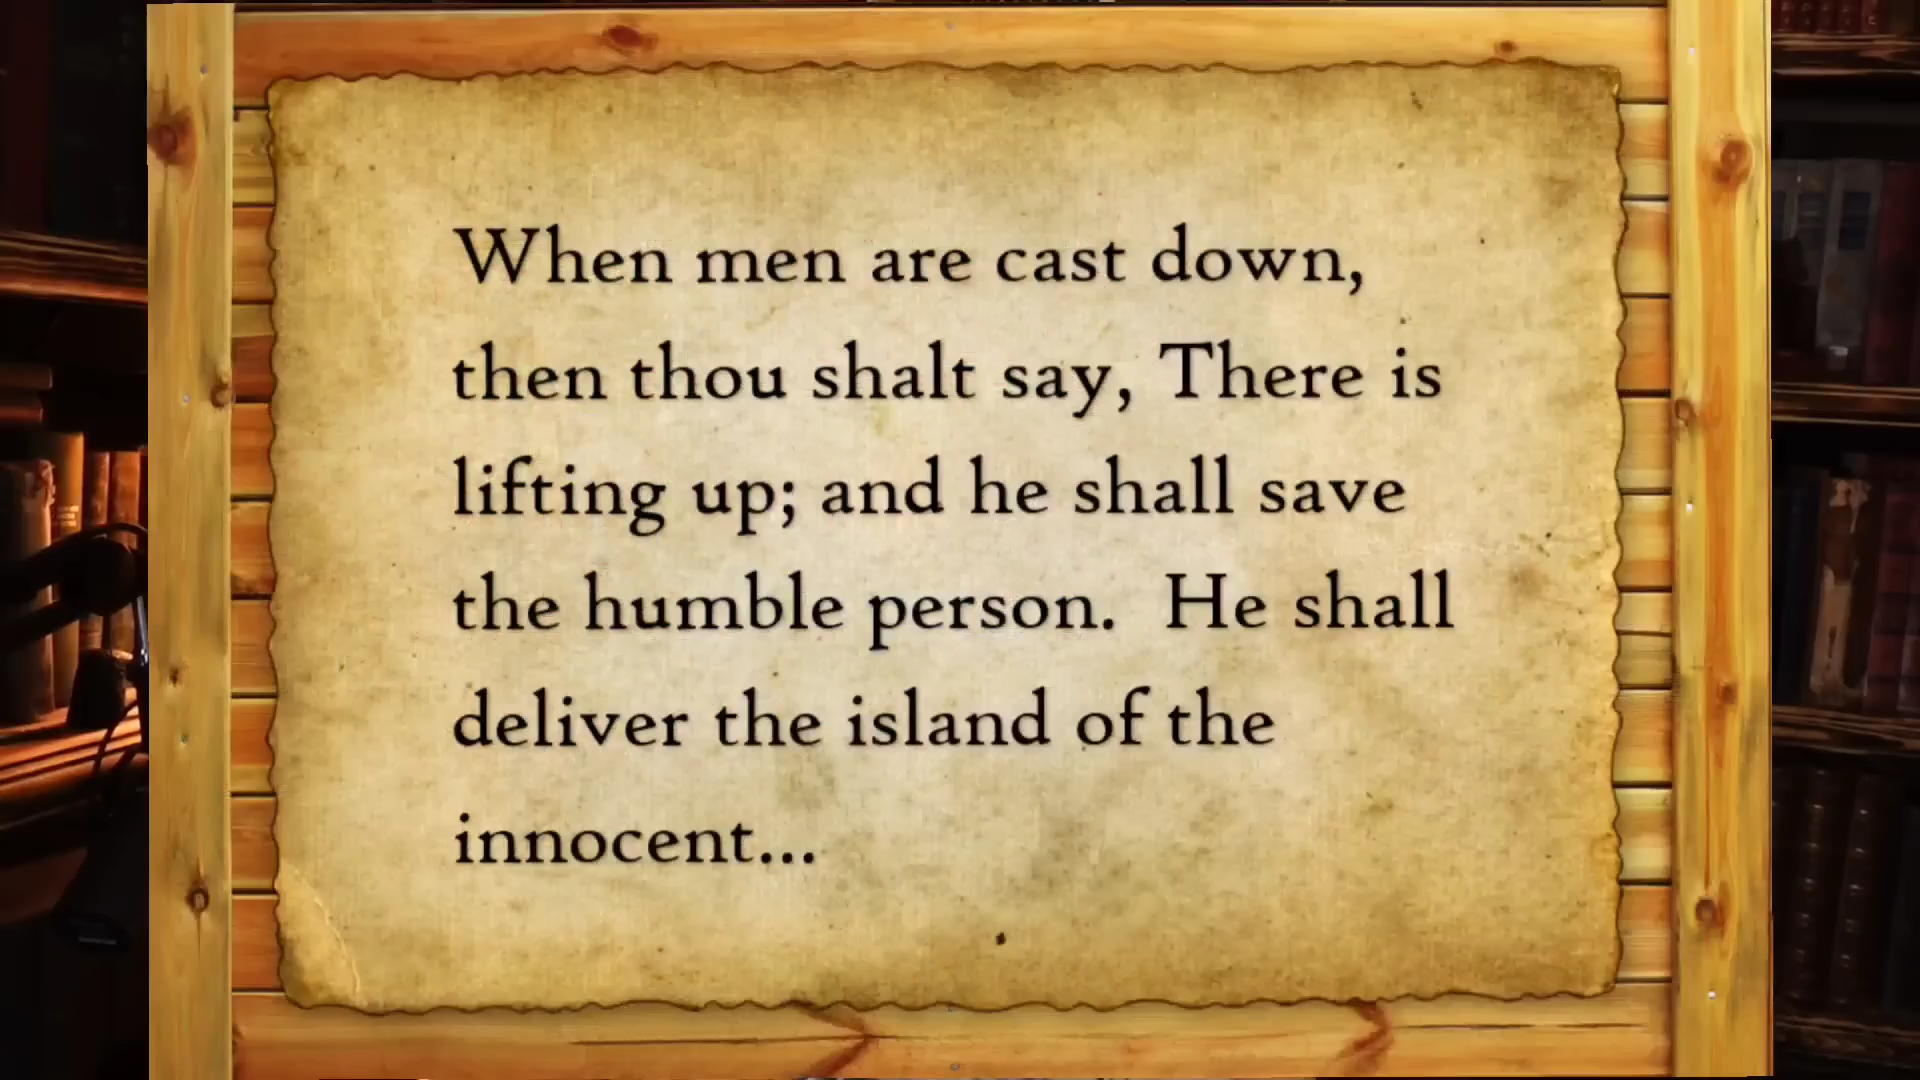 When men are cast down,
then thou shalt say, There is
lifting up; and he shall save
the humble person.  He shall
deliver the island of the
innocent...